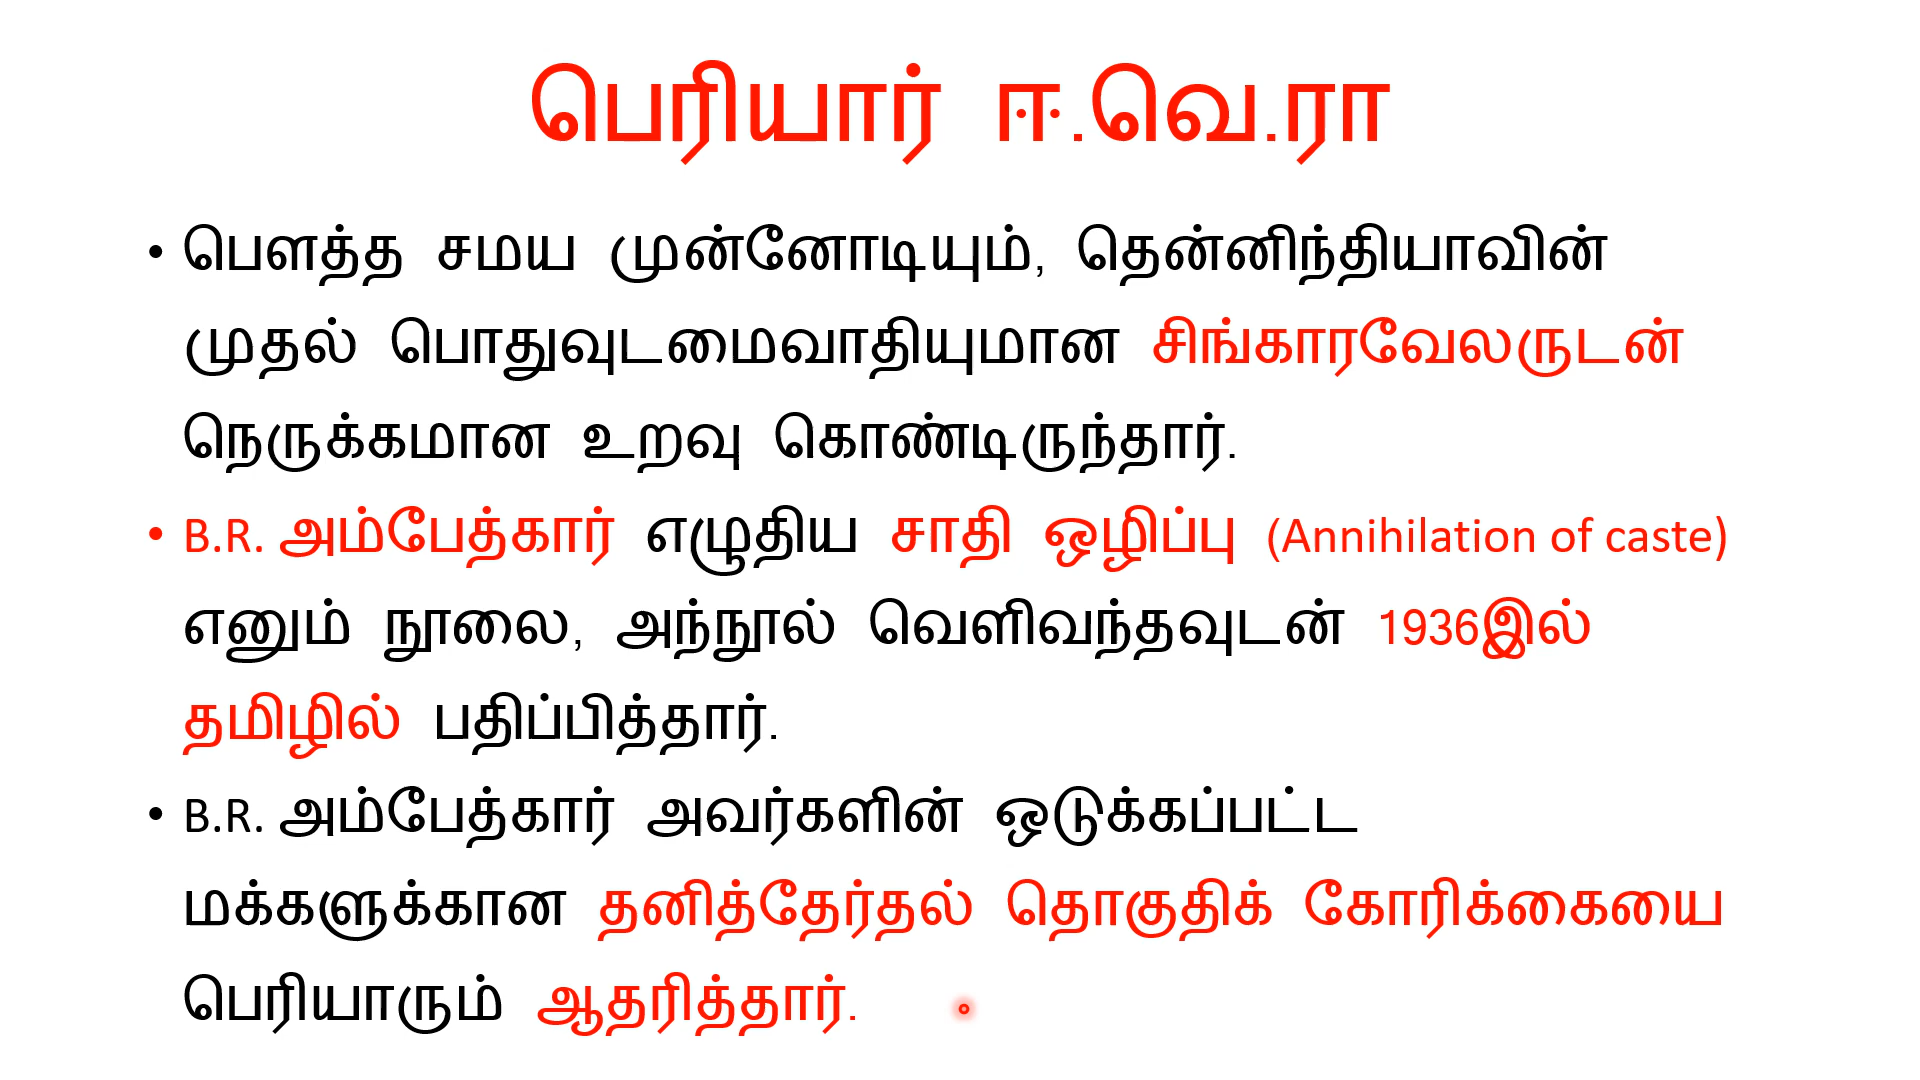 பெரியார் ஈ.வெ.ரா
• பௌத்த சமய முன்னோடியும், தென்னிந்தியாவின்
முதல் பொதுவுடமைவாதியுமான சிங்காரவேலருடன்
நெருக்கமான உறவு கொண்டிருந்தார்.
• B.R. அம்பேத்கார் எழுதிய சாதி ஒழிப்பு (Annihilation of caste)
எனும் நூலை, அந்நூல் வெளிவந்தவுடன் 1936இல்
தமிழில் பதிப்பித்தார்.
• B.R. அம்பேத்கார் அவர்களின் ஒடுக்கப்பட்ட
மக்களுக்கான தனித்தேர்தல் தொகுதிக் கோரிக்கையை
பெரியாரும் ஆதரித்தார்.